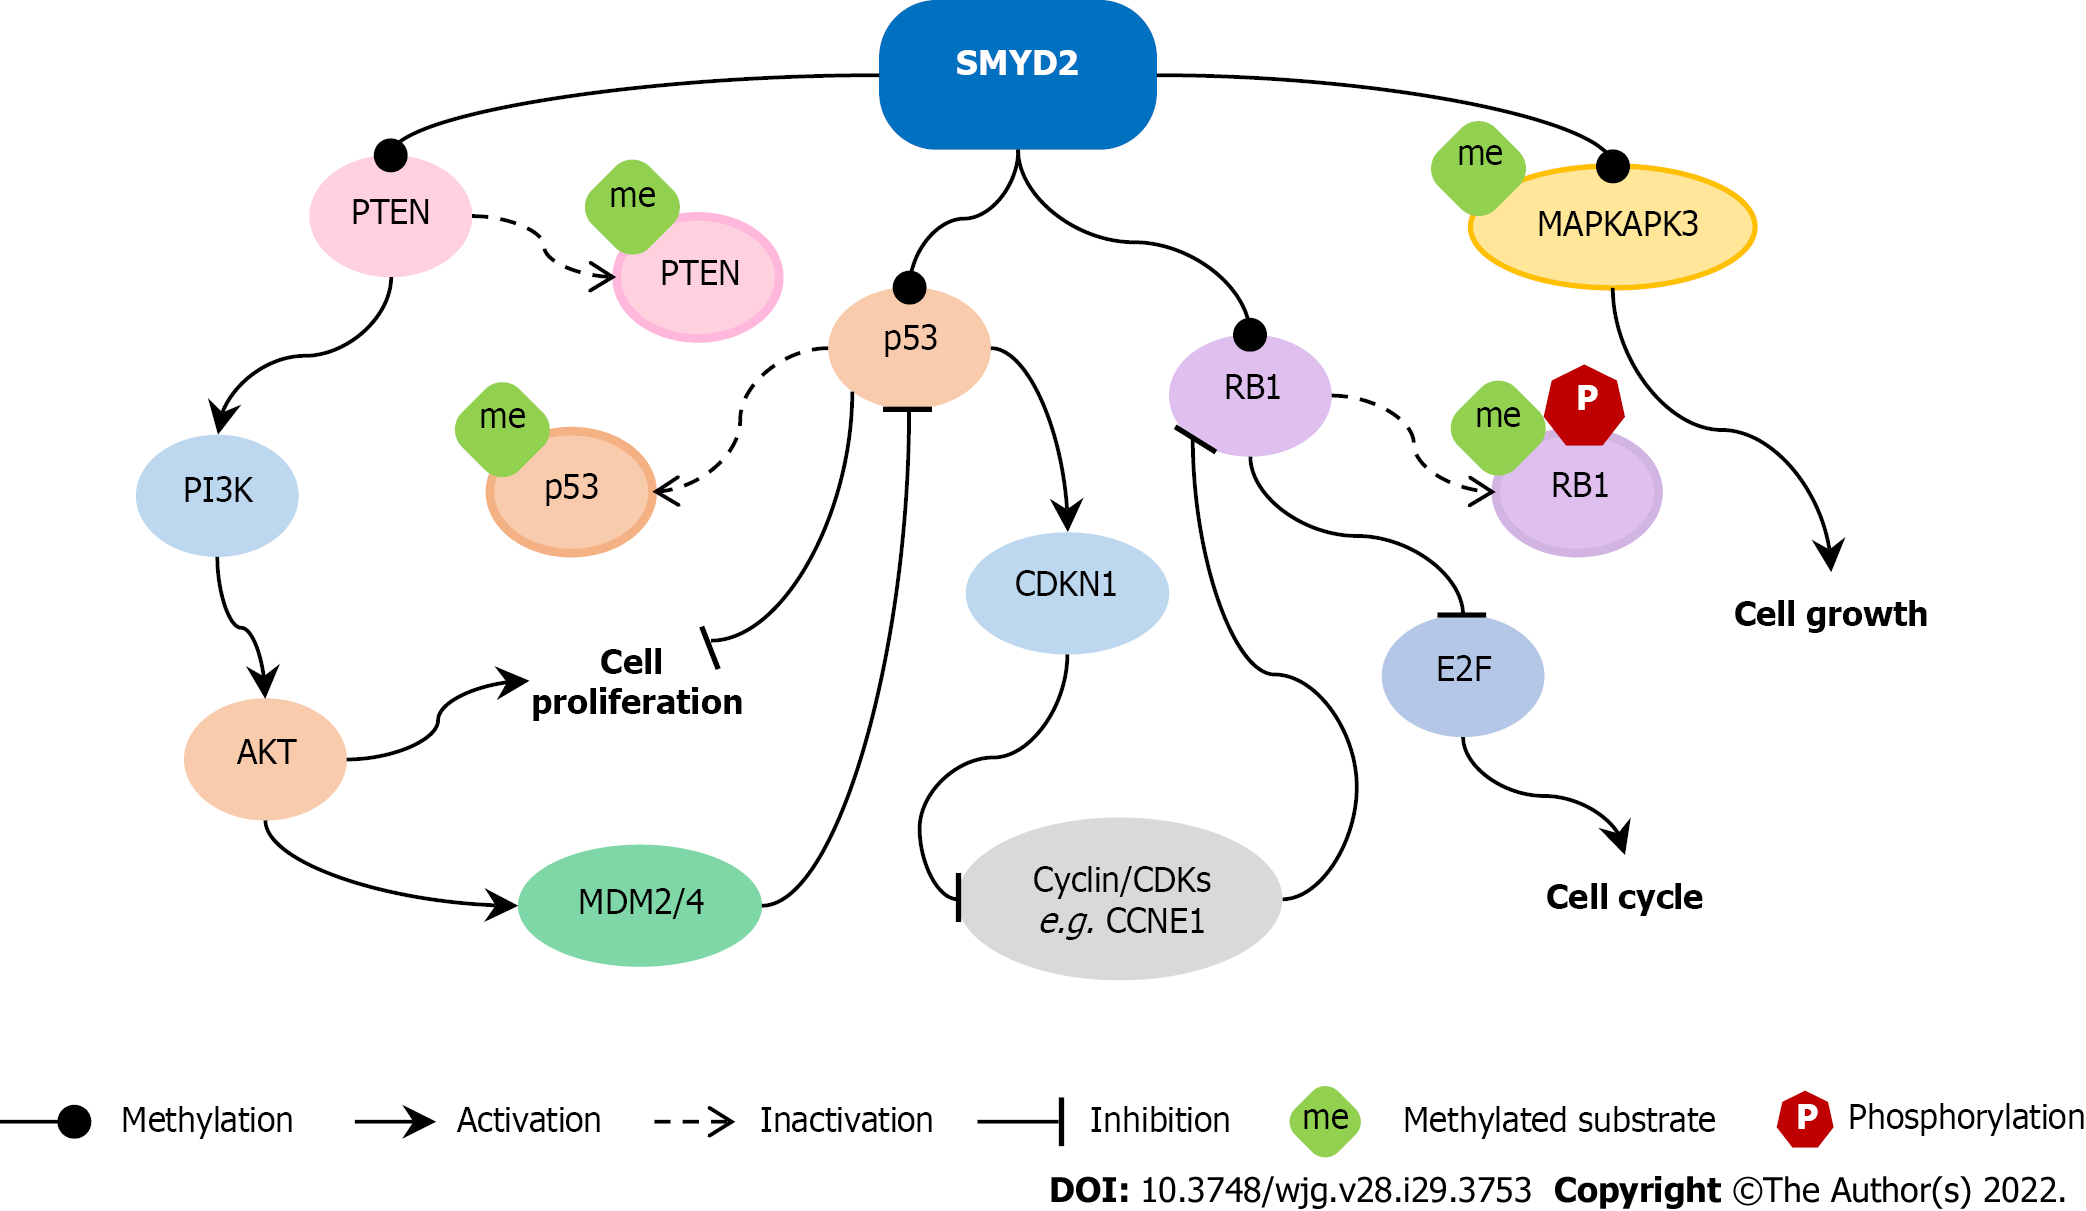 SMYD2
me
me
PTEN
MAPKAPK3
PTEN
p53
RB1
P
me
me
PI3K
p53
RB1
CDKN1
Cell growth
Cell
proliferation
E2F
AKT
MDM2/4
Cyclin/CDKs
e.g. CCNE1
Cell cycle
Methylation
Activation
Inactivation
Inhibition
me
Methylated substrate
P
Phosphorylation
DOI: 10.3748/wjg.v28.i29.3753 Copyright ©The Author(s) 2022.